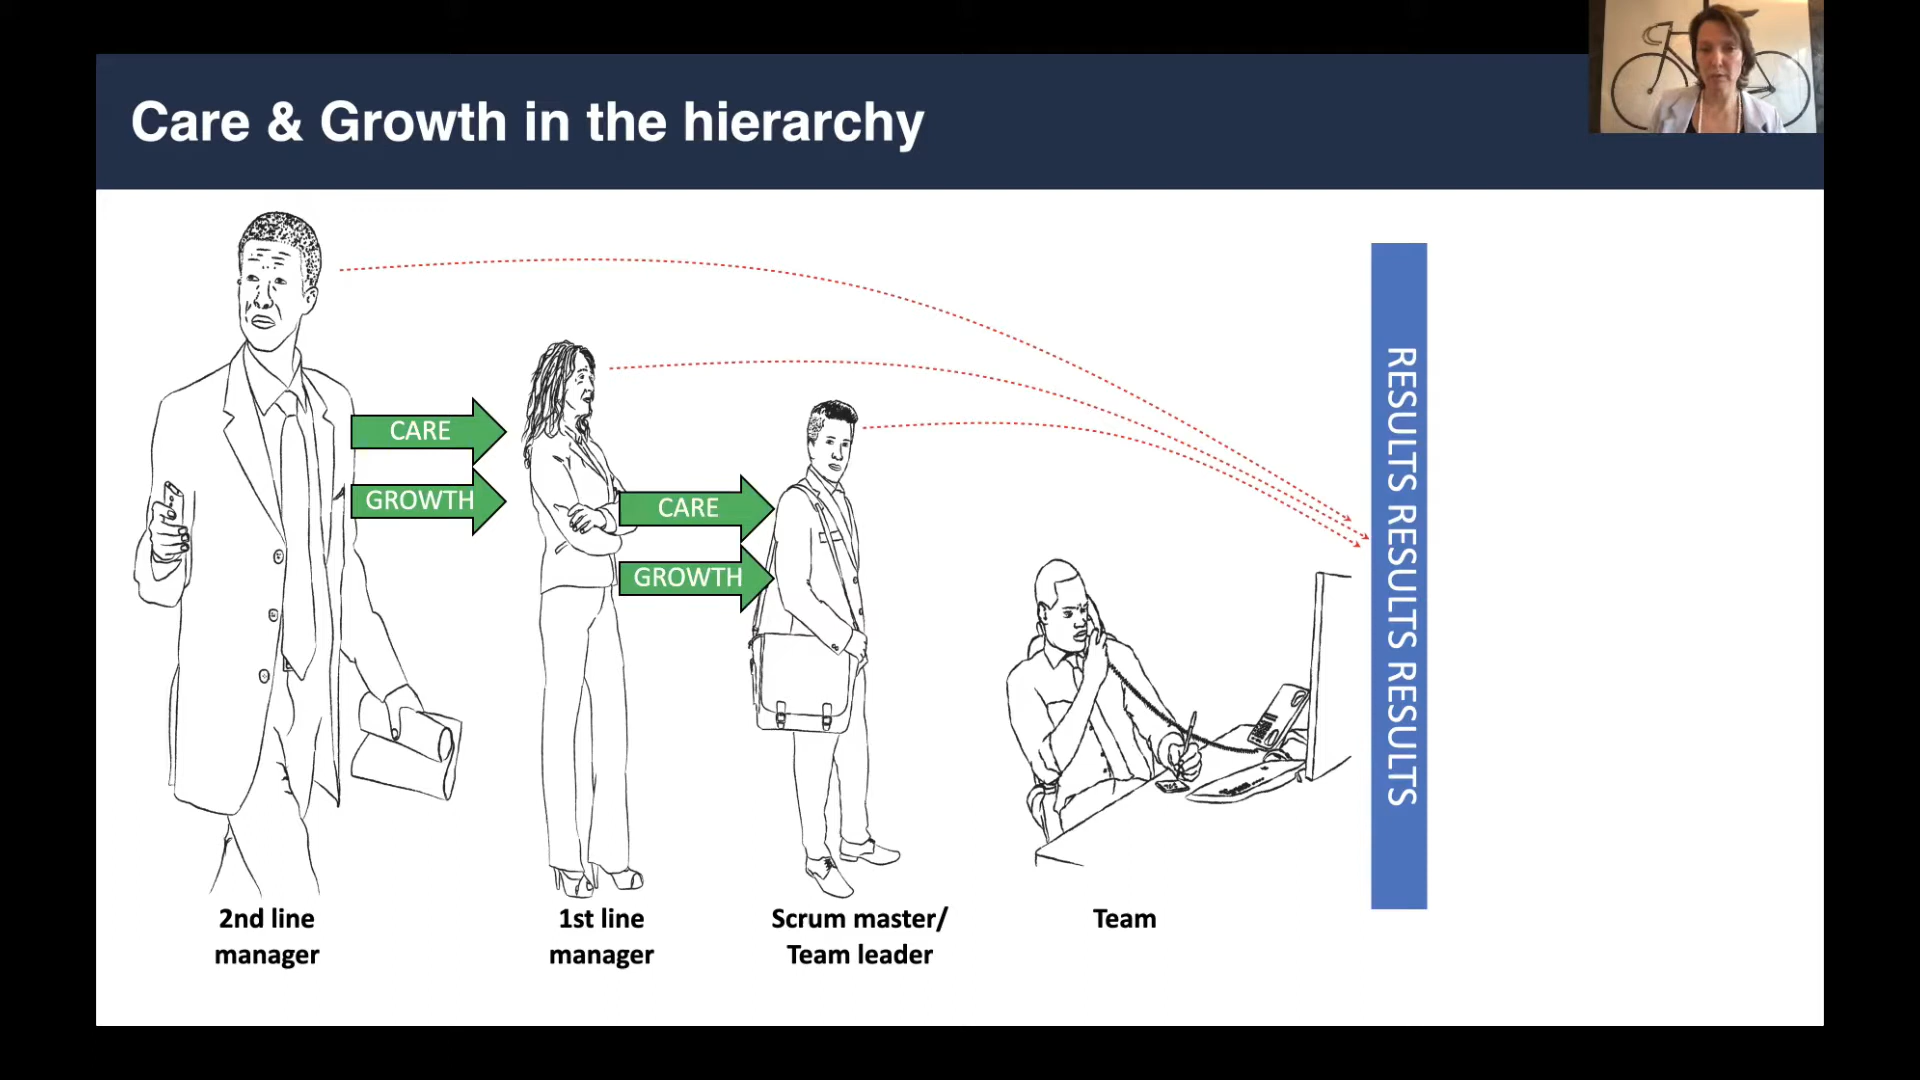 Care & Growth in the hierarchy
CARE
GROWTH
CARE
GROWTH
RESULTS RESULTS RESULTS
2nd line
manager
1st line
manager
Scrum master/
Team leader
Team